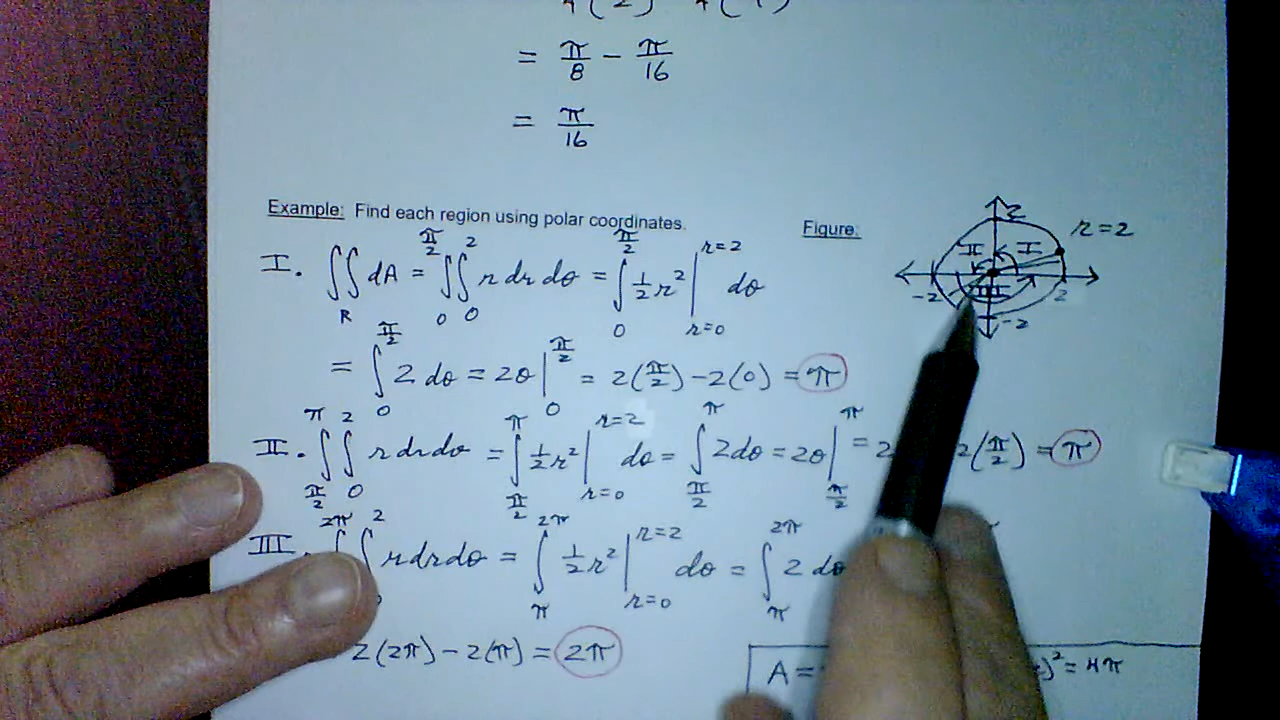 = π/8 − π/16
= π/16
Example: Find each region using polar coordinates.
Figure:
2
r = 2
II I
III
-2 2
-2
I. ∬_R dA = ∫_0^{π/2} ∫_0^2 r dr dθ = ∫_0^{π/2} ½r² |_{r=0}^{r=2} dθ
= ∫_0^{π/2} 2 dθ = 2θ |_0^{π/2} = 2(π/2) − 2(0) = π
II. ∫_{π/2}^{π} ∫_0^2 r dr dθ = ∫_{π/2}^{π} ½r² |_{r=0}^{r=2} dθ = ∫_{π/2}^{π} 2 dθ = 2θ |_{π/2}^{π} = 2 2(π/2) = π
III. ∫^{2π} ∫^2 r dr dθ = ∫_π^{2π} ½r² |_{r=0}^{r=2} dθ = ∫_π^{2π} 2 dθ
2(2π) − 2(π) = 2π
A = )² = 4π